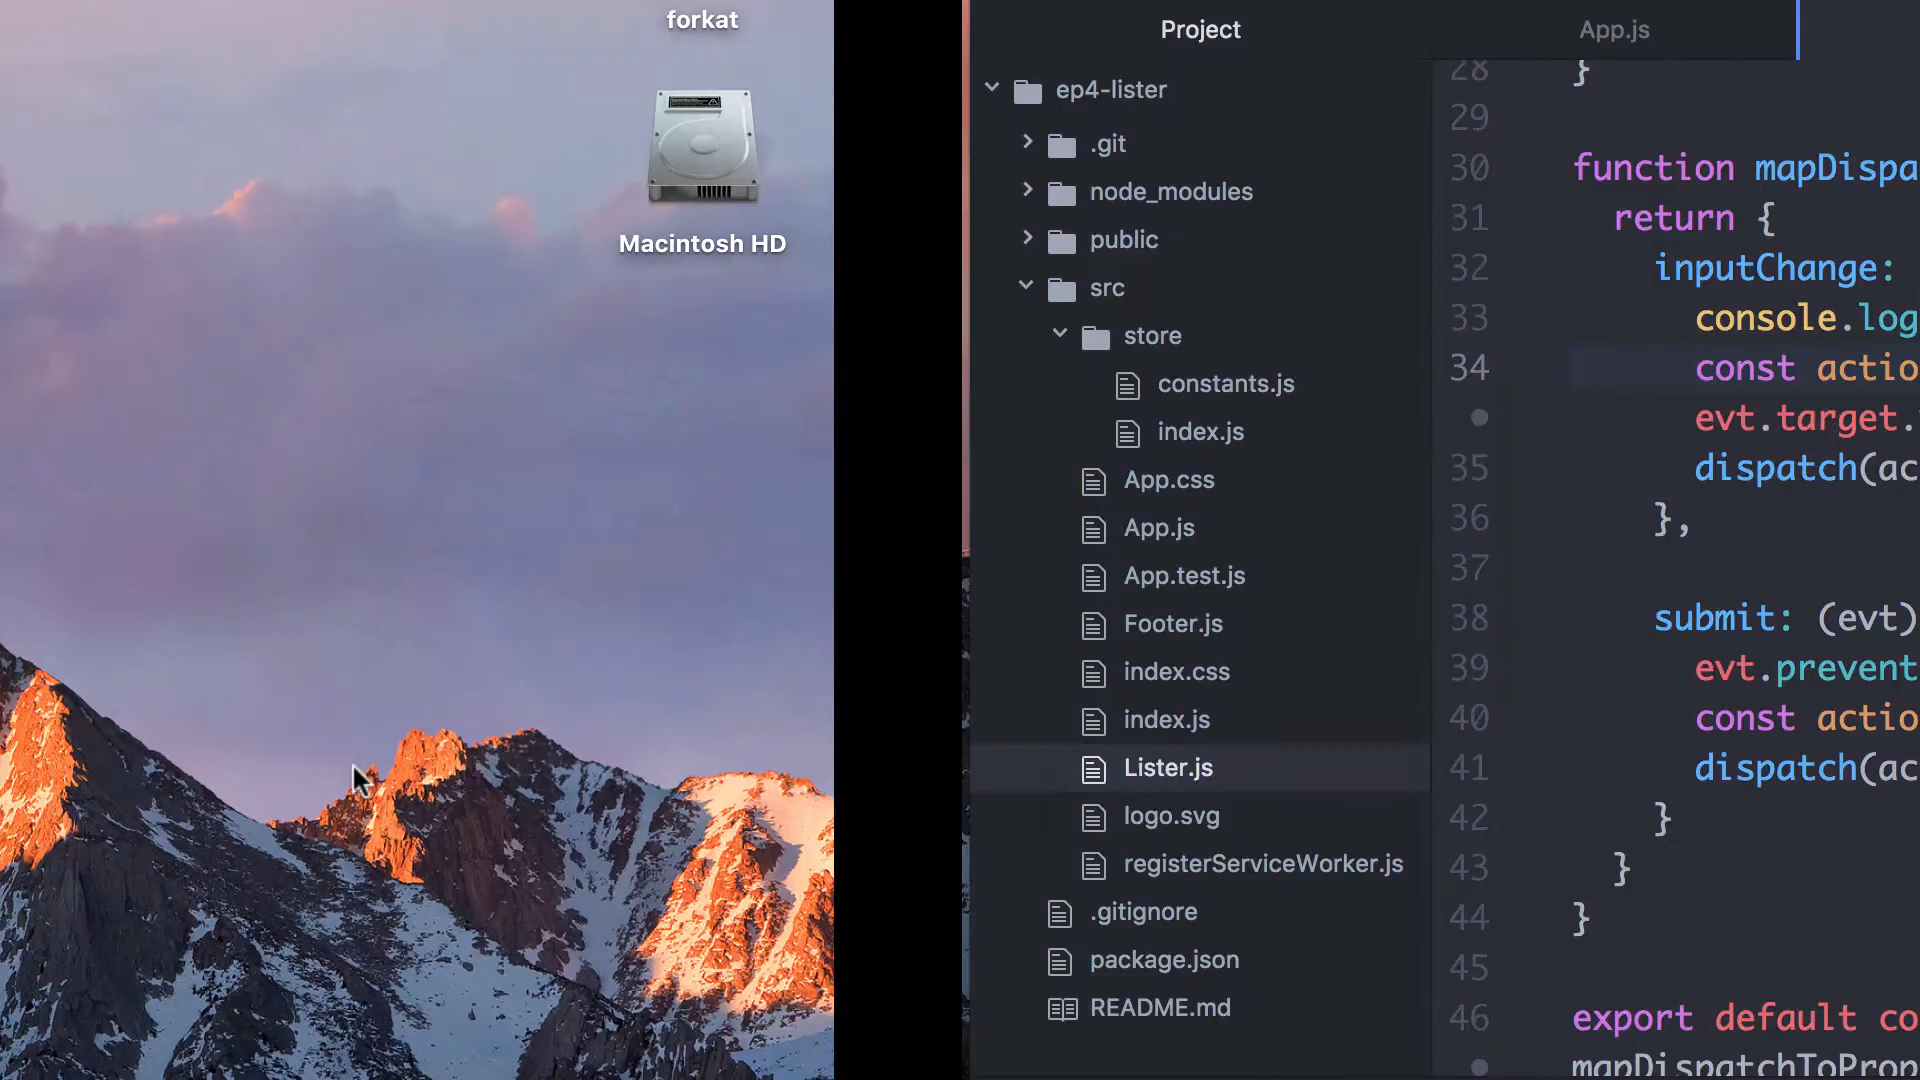 forkat
Macintosh HD
Project
ep4-lister
.git
node_modules
public
src
store
constants.js
index.js
App.css
App.js
App.test.js
Footer.js
index.css
index.js
Lister.js
logo.svg
registerServiceWorker.js
.gitignore
package.json
README.md
App.js
28 }
29
30 function mapDispa
31 return {
32 inputChange:
33 console.log
34 const actio
evt.target.
35 dispatch(ac
36 },
37
38 submit: (evt)
39 evt.prevent
40 const actio
41 dispatch(ac
42 }
43 }
44 }
45
46 export default co
mapDispatchToProp